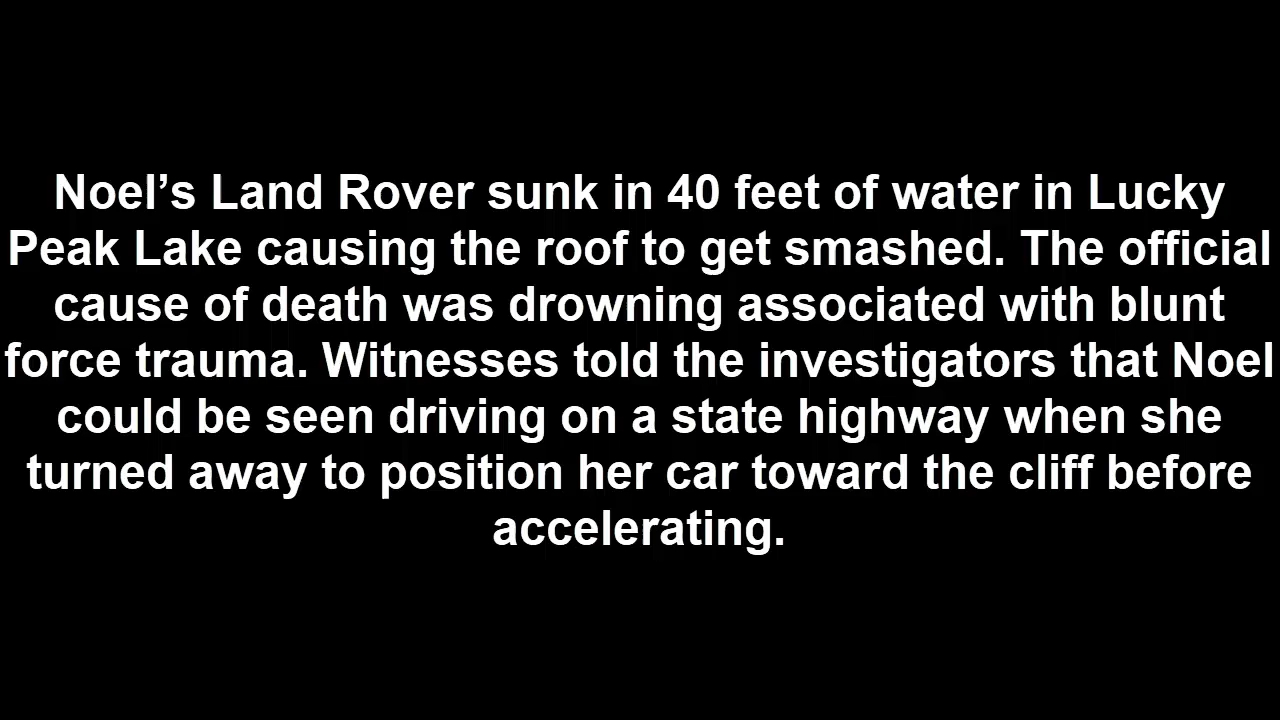 Noel’s Land Rover sunk in 40 feet of water in Lucky
Peak Lake causing the roof to get smashed. The official
cause of death was drowning associated with blunt
force trauma. Witnesses told the investigators that Noel
could be seen driving on a state highway when she
turned away to position her car toward the cliff before
accelerating.